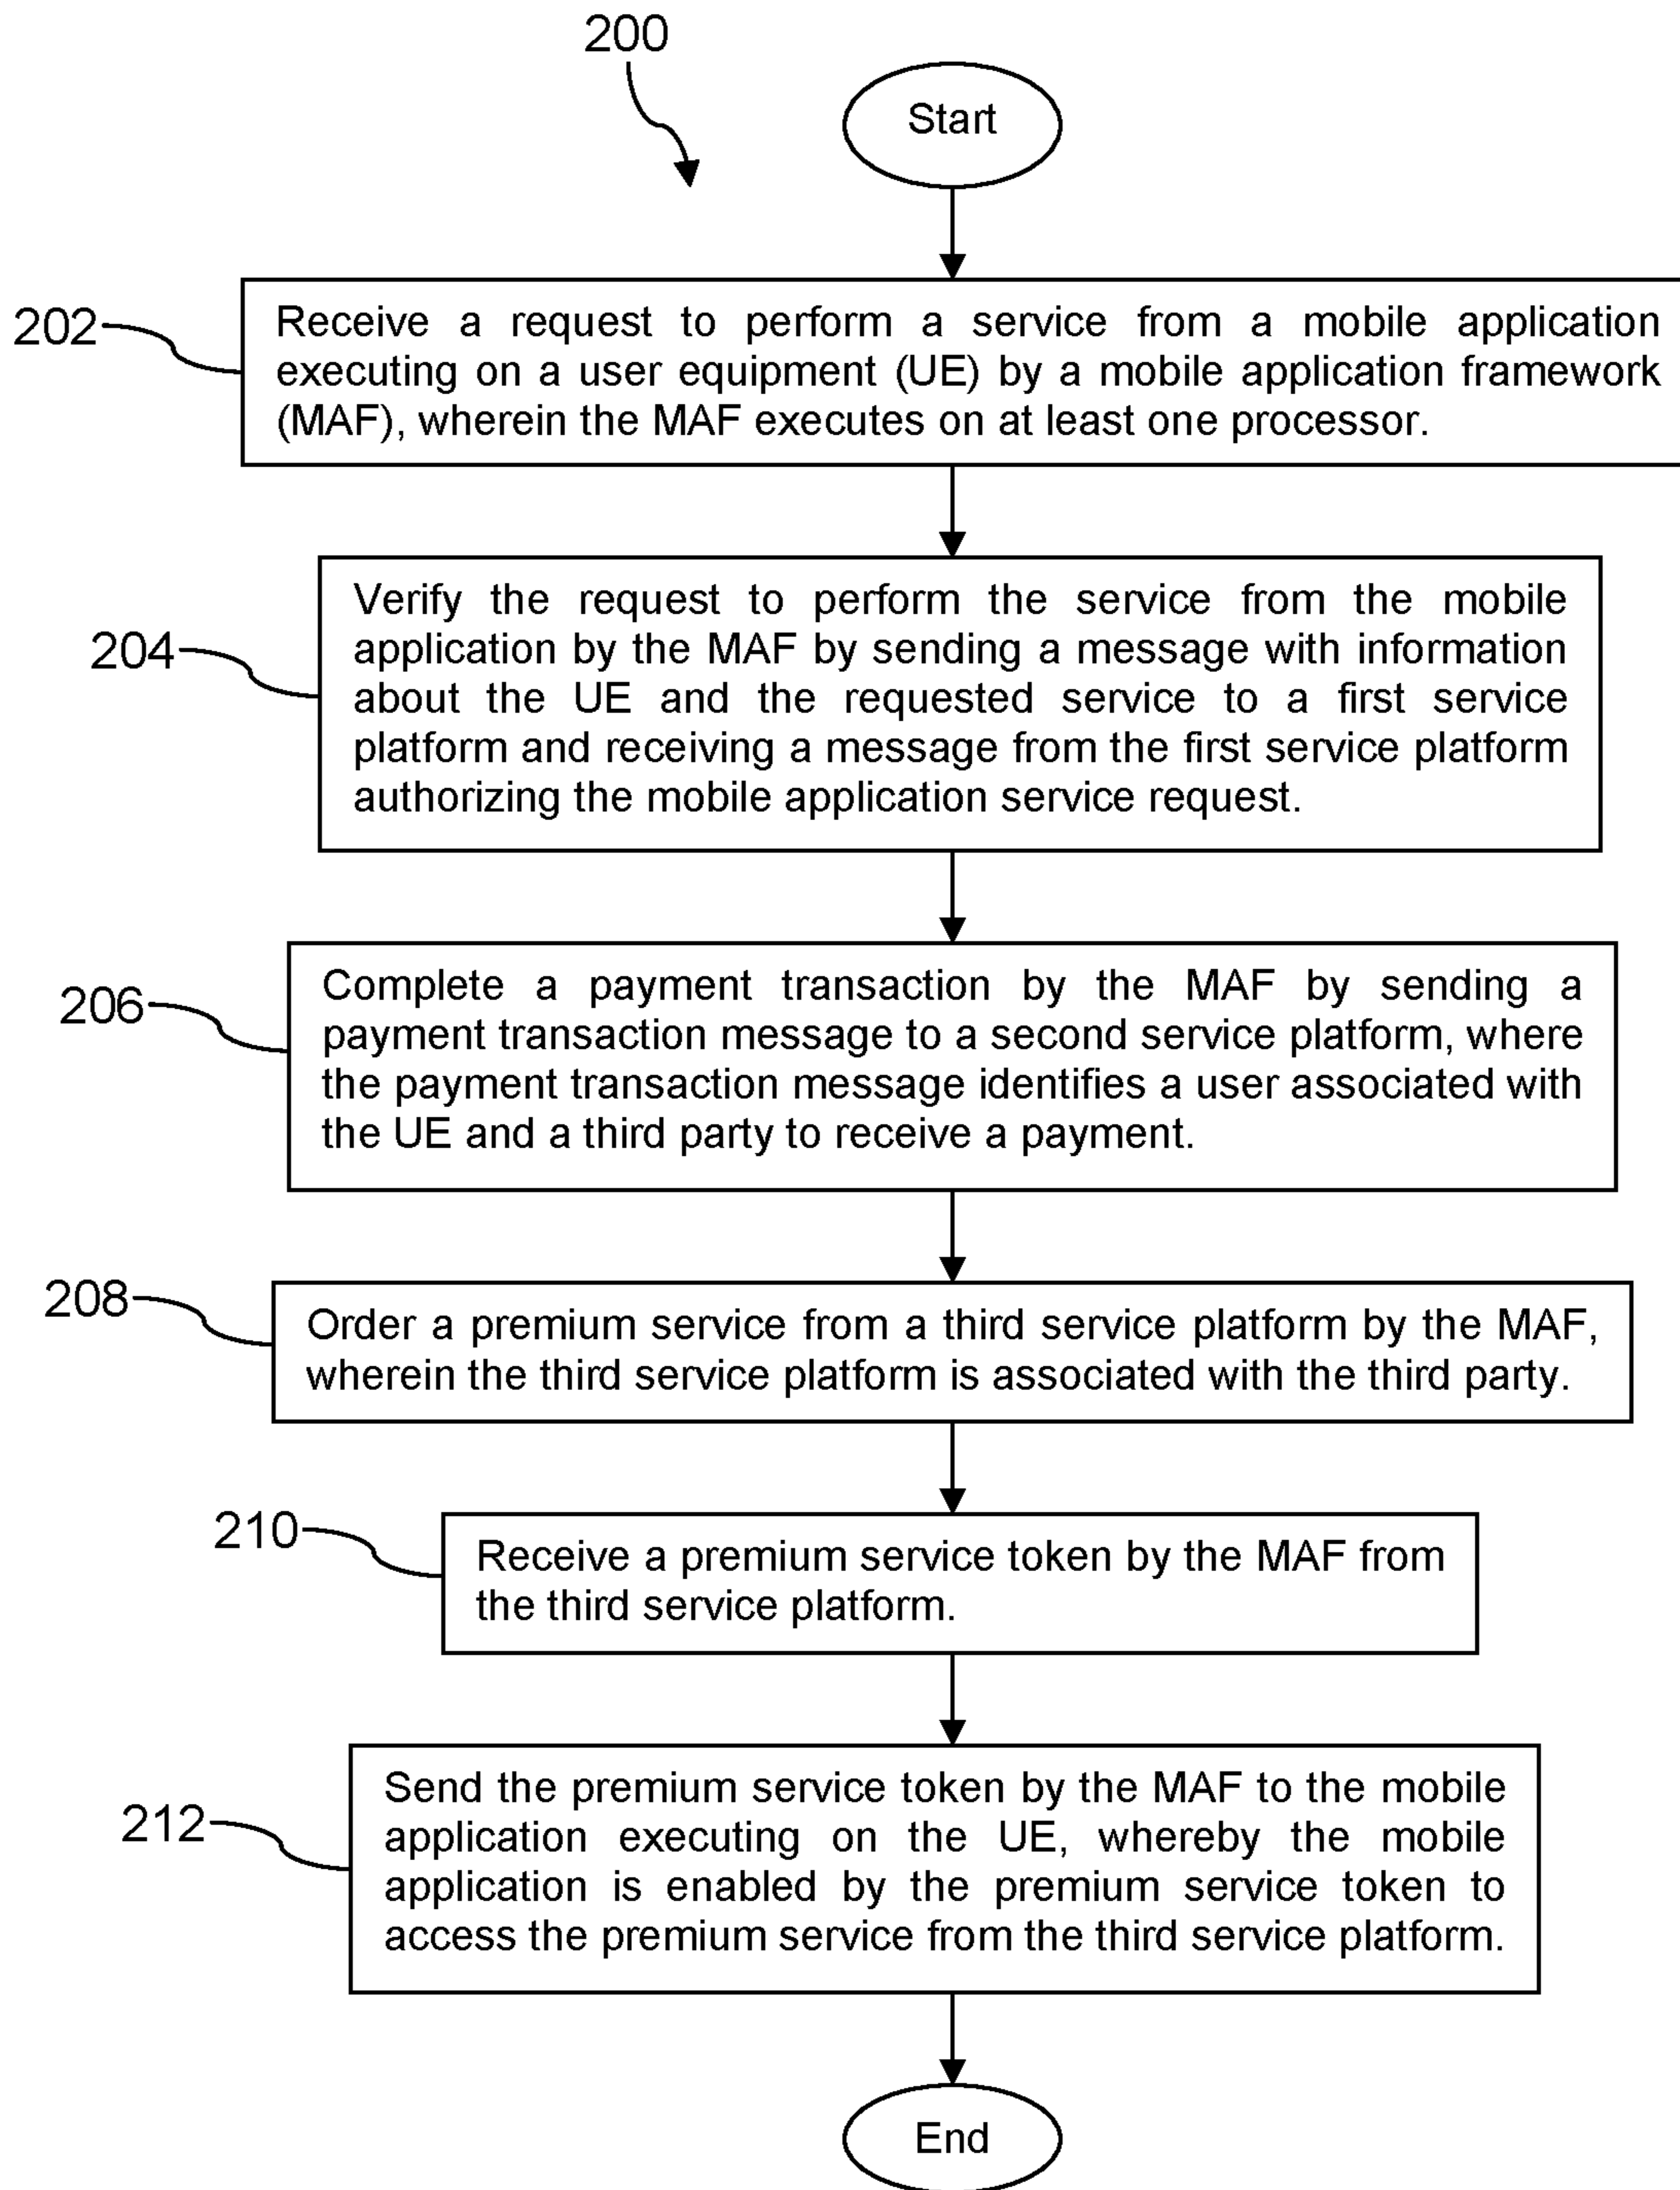 200
Start
202
Receive a request to perform a service from a mobile application
executing on a user equipment (UE) by a mobile application framework
(MAF), wherein the MAF executes on at least one processor.
204
Verify the request to perform the service from the mobile
application by the MAF by sending a message with information
about the UE and the requested service to a first service
platform and receiving a message from the first service platform
authorizing the mobile application service request.
206
Complete a payment transaction by the MAF by sending a
payment transaction message to a second service platform, where
the payment transaction message identifies a user associated with
the UE and a third party to receive a payment.
208
Order a premium service from a third service platform by the MAF,
wherein the third service platform is associated with the third party.
210
Receive a premium service token by the MAF from
the third service platform.
212
Send the premium service token by the MAF to the mobile
application executing on the UE, whereby the mobile
application is enabled by the premium service token to
access the premium service from the third service platform.
End